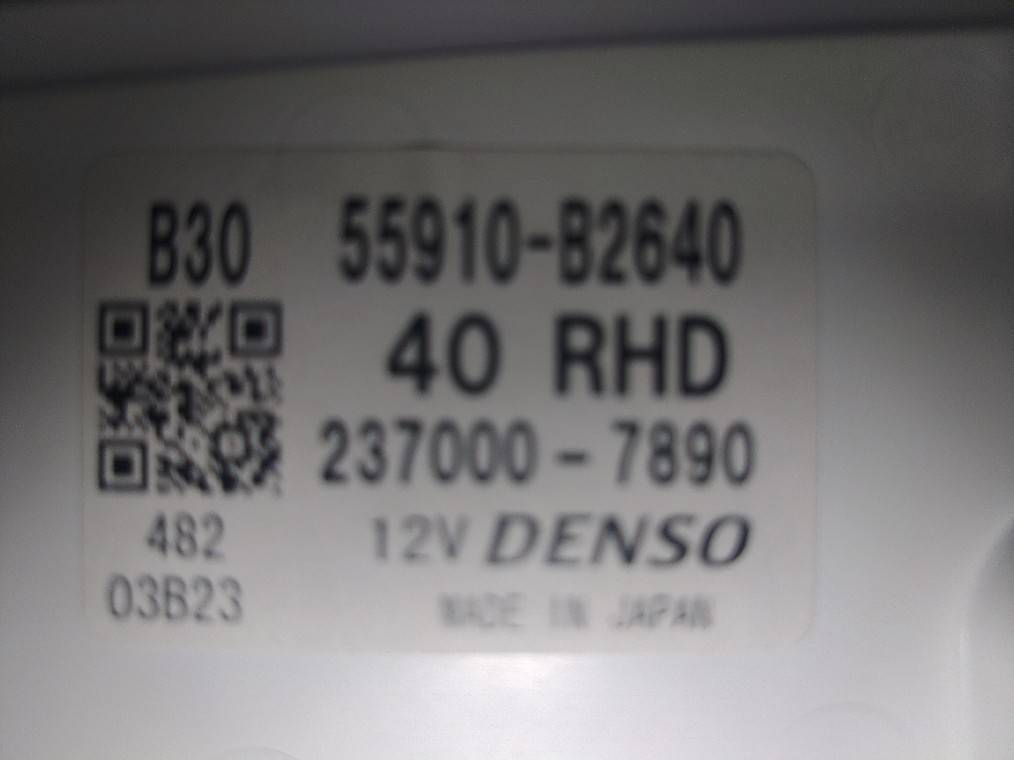 B30 55910-B2640
40 RHD
237000-7890
482 12V DENSO
03B23 MADE IN JAPAN